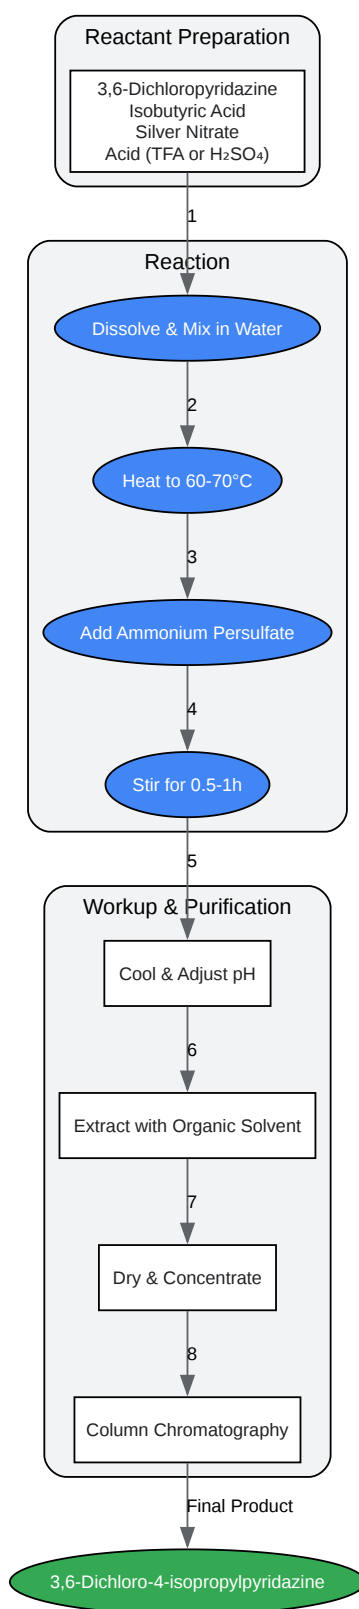 Reactant Preparation
3,6-Dichloropyridazine
Isobutyric Acid
Silver Nitrate
Acid (TFA or H₂SO₄)
1
Reaction
Dissolve & Mix in Water
2
Heat to 60-70°C
3
Add Ammonium Persulfate
4
Stir for 0.5-1h
5
Workup & Purification
Cool & Adjust pH
6
Extract with Organic Solvent
7
Dry & Concentrate
8
Column Chromatography
Final Product
3,6-Dichloro-4-isopropylpyridazine